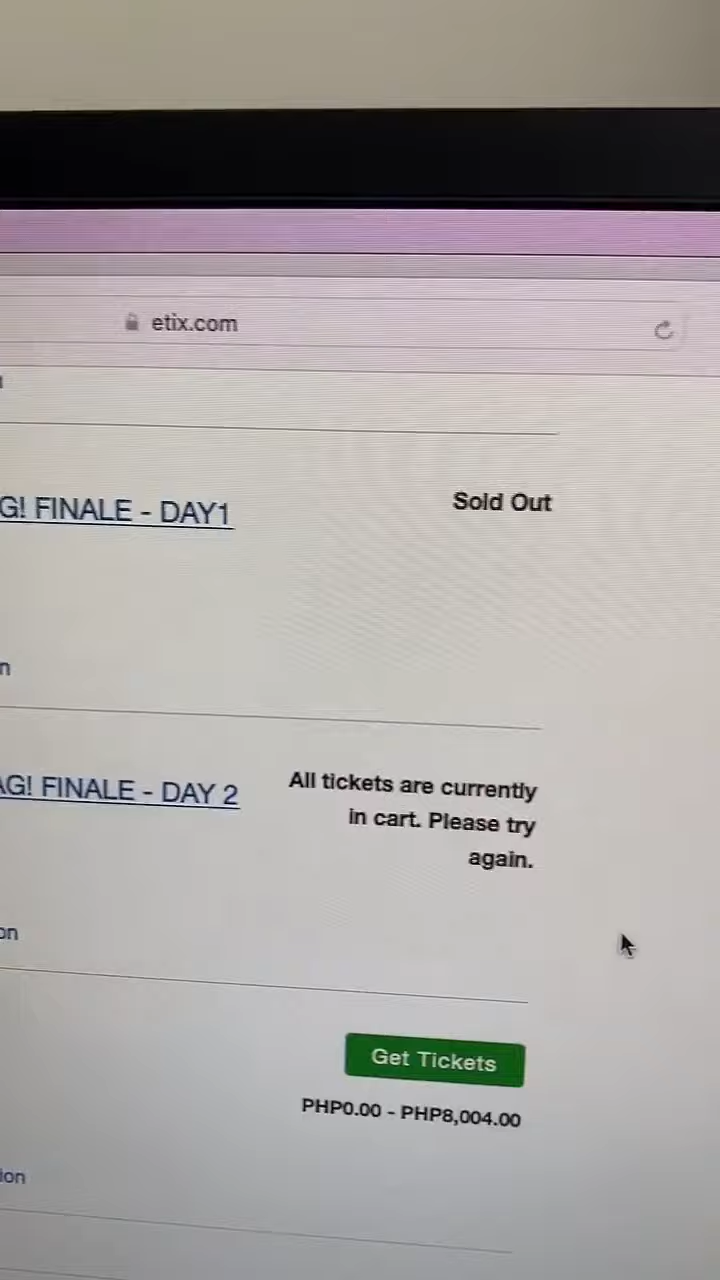 etix.com
G! FINALE - DAY1
Sold Out
n
AG! FINALE - DAY 2
All tickets are currently
in cart. Please try
again.
on
Get Tickets
PHP0.00 - PHP8,004.00
ion